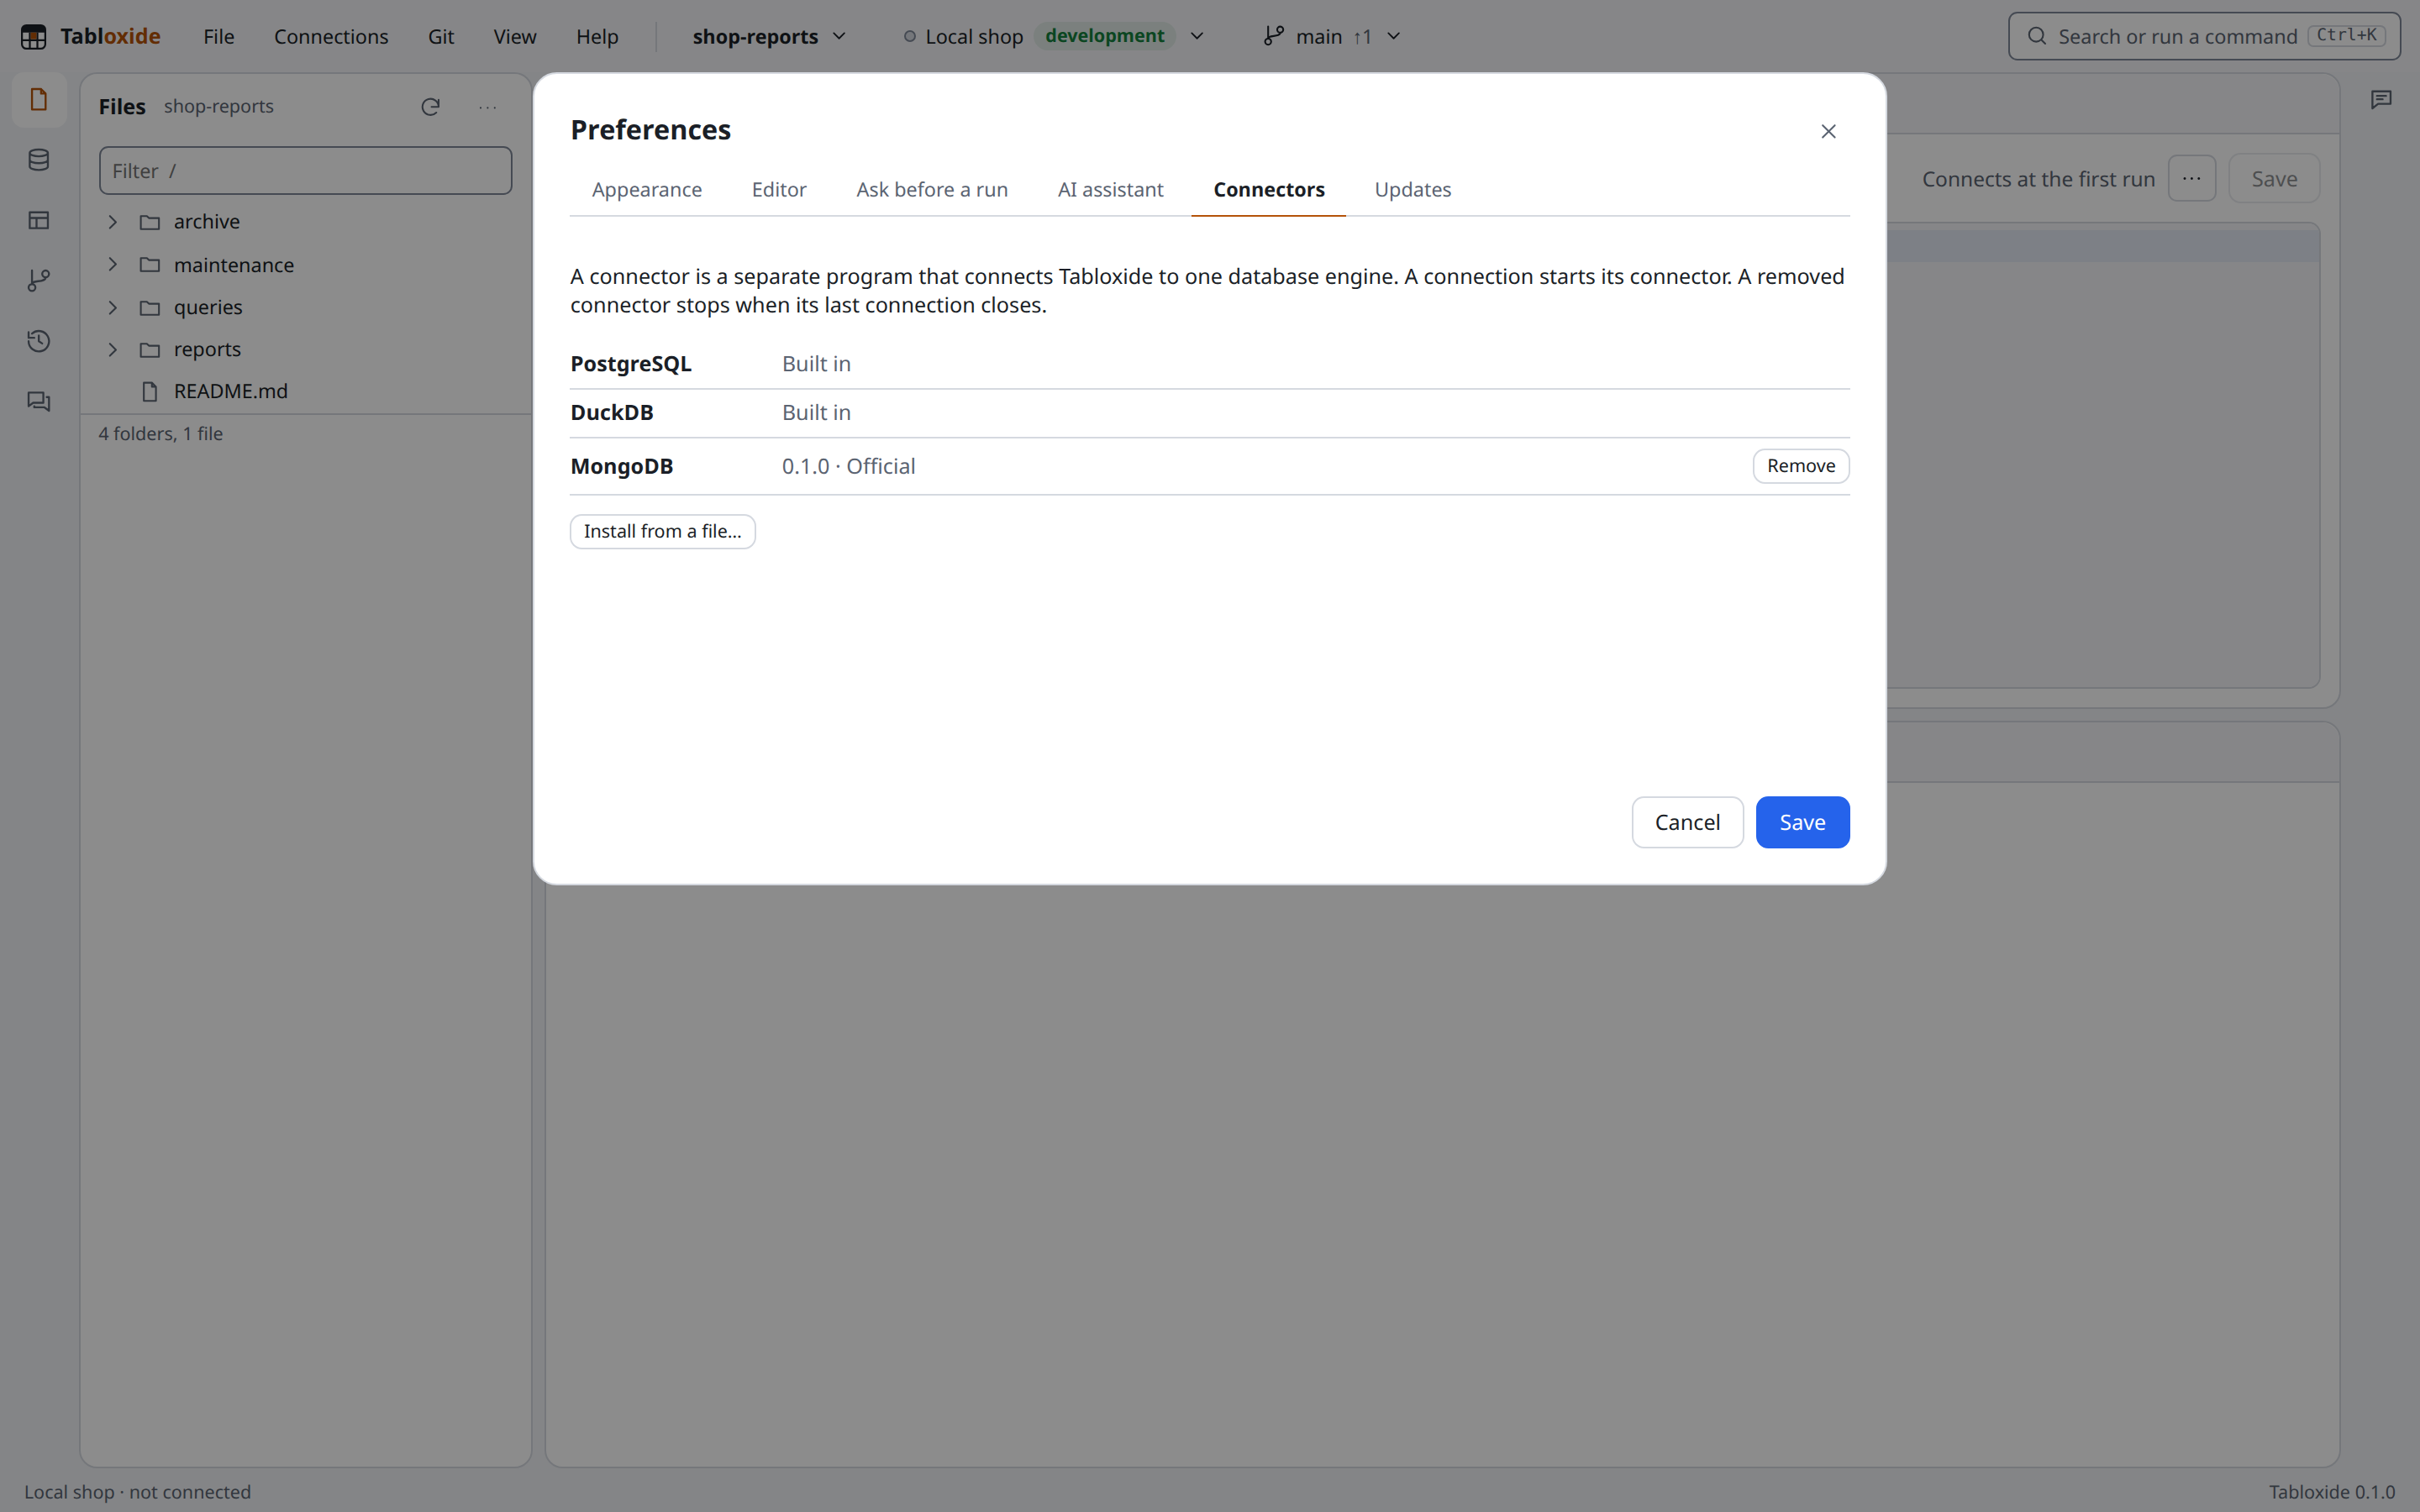 Tabloxide File Connections Git View Help shop-reports Local shop development main ↑1 Search or run a command Ctrl+K
Files shop-reports ···
Filter /
archive
maintenance
queries
reports
README.md
4 folders, 1 file
Connects at the first run ··· Save
Preferences
Appearance Editor Ask before a run AI assistant Connectors Updates
A connector is a separate program that connects Tabloxide to one database engine. A connection starts its connector. A removed
connector stops when its last connection closes.
PostgreSQL Built in
DuckDB Built in
MongoDB 0.1.0 · Official Remove
Install from a file...
Cancel Save
Local shop · not connected Tabloxide 0.1.0